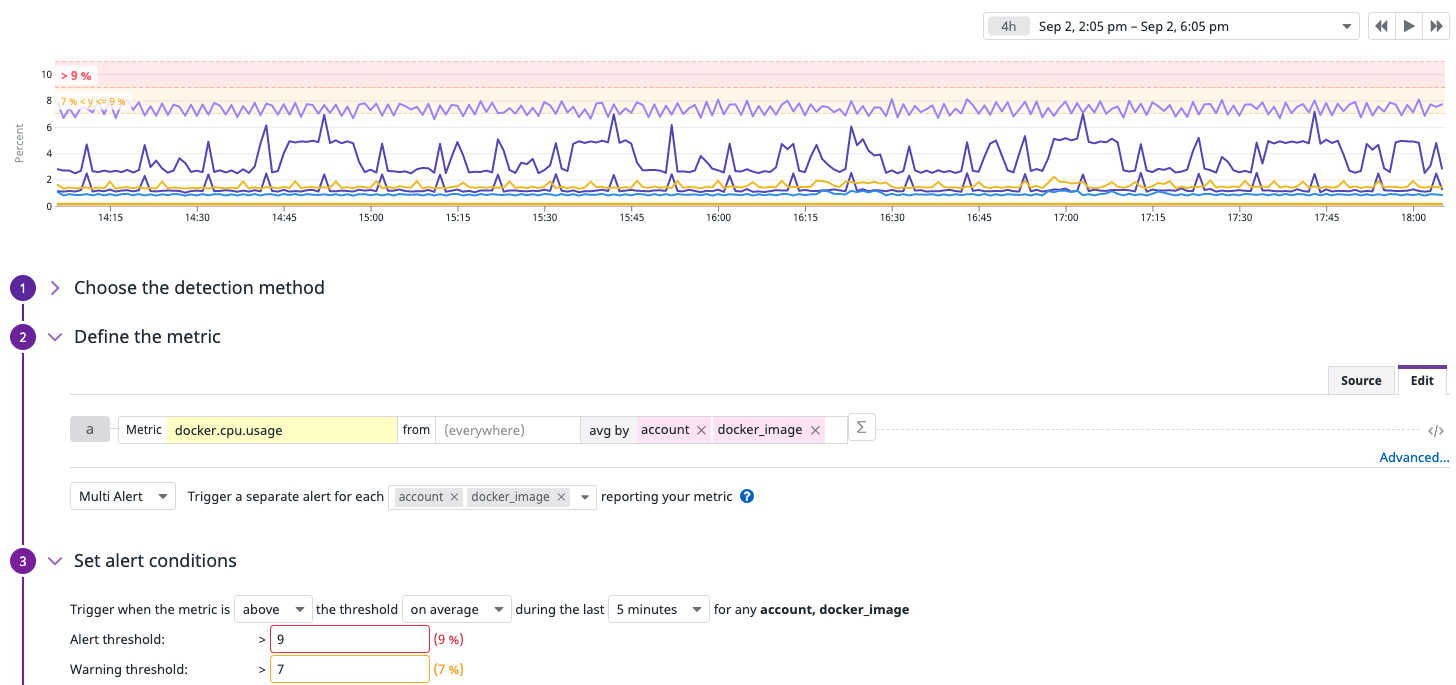 4h Sep 2, 2:05 pm – Sep 2, 6:05 pm
10
> 9 %
7 % < y <= 9 %
8
6
4
2
0
Percent
14:15 14:30 14:45 15:00 15:15 15:30 15:45 16:00 16:15 16:30 16:45 17:00 17:15 17:30 17:45 18:00
1 Choose the detection method
2 Define the metric
Source Edit
a Metric docker.cpu.usage from (everywhere) avg by account × docker_image × Σ </>
Advanced...
Multi Alert Trigger a separate alert for each account × docker_image × reporting your metric ?
3 Set alert conditions
Trigger when the metric is above the threshold on average during the last 5 minutes for any account, docker_image
Alert threshold: > 9 (9 %)
Warning threshold: > 7 (7 %)